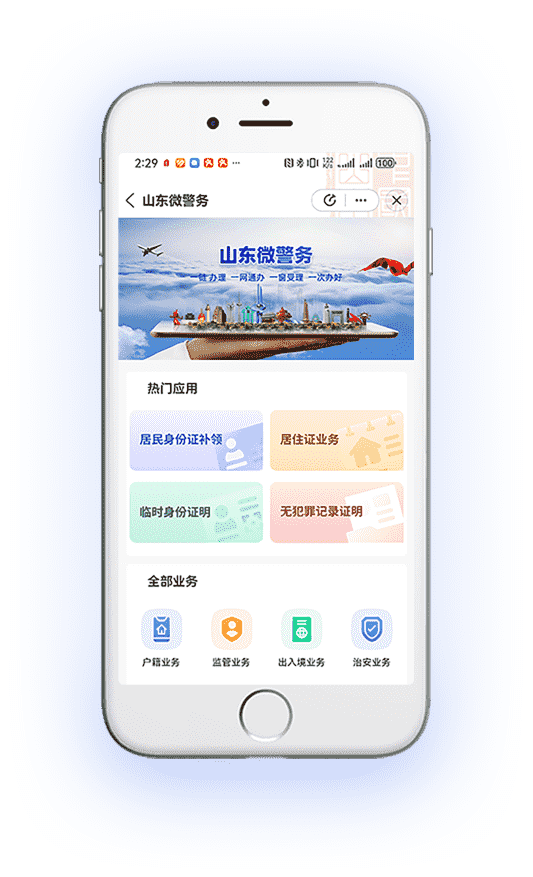 2:29
100
山东微警务
山东微警务
一链办理 一网通办 一窗受理 一次办好
热门应用
居民身份证补领 居住证业务
临时身份证明 无犯罪记录证明
全部业务
户籍业务 监管业务 出入境业务 治安业务